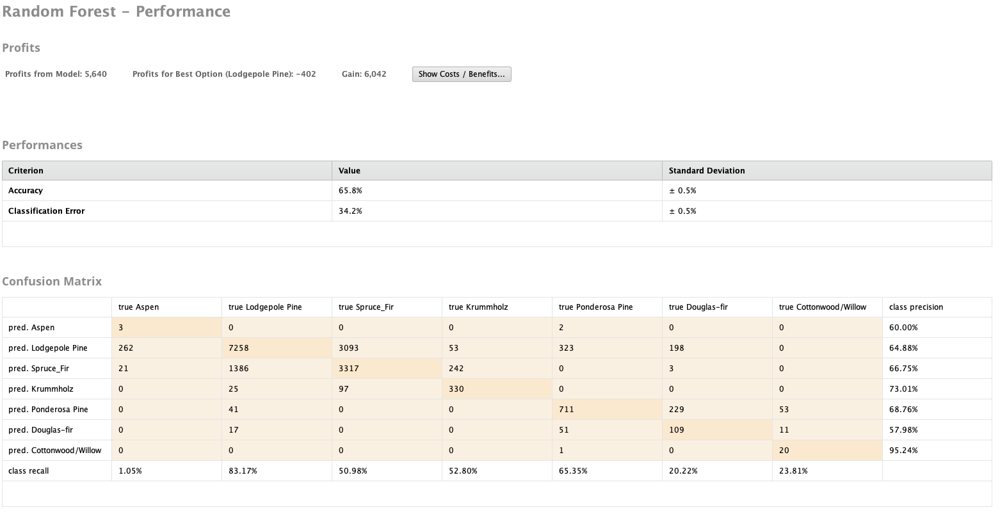 Random Forest – Performance
Profits
Profits from Model: 5,640 Profits for Best Option (Lodgepole Pine): −402 Gain: 6,042 Show Costs / Benefits...
Performances
Criterion Value Standard Deviation
Accuracy 65.8% ± 0.5%
Classification Error 34.2% ± 0.5%
Confusion Matrix
true Aspen true Lodgepole Pine true Spruce_Fir true Krummholz true Ponderosa Pine true Douglas-fir true Cottonwood/Willow class precision
pred. Aspen 3 0 0 0 2 0 0 60.00%
pred. Lodgepole Pine 262 7258 3093 53 323 198 0 64.88%
pred. Spruce_Fir 21 1386 3317 242 0 3 0 66.75%
pred. Krummholz 0 25 97 330 0 0 0 73.01%
pred. Ponderosa Pine 0 41 0 0 711 229 53 68.76%
pred. Douglas-fir 0 17 0 0 51 109 11 57.98%
pred. Cottonwood/Willow 0 0 0 0 1 0 20 95.24%
class recall 1.05% 83.17% 50.98% 52.80% 65.35% 20.22% 23.81%